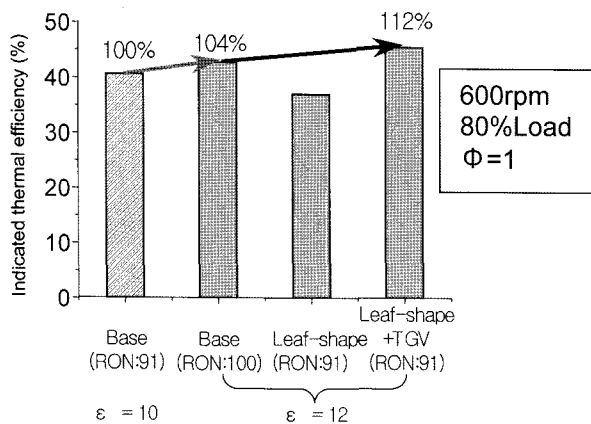 Indicated thermal efficiency (%)
50
40
30
20
10
0
100%
104%
112%
600rpm
80%Load
Φ=1
Base
(RON:91)
Base
(RON:100)
Leaf-shape
(RON:91)
Leaf-shape
+TGV
(RON:91)
ε = 10
ε = 12